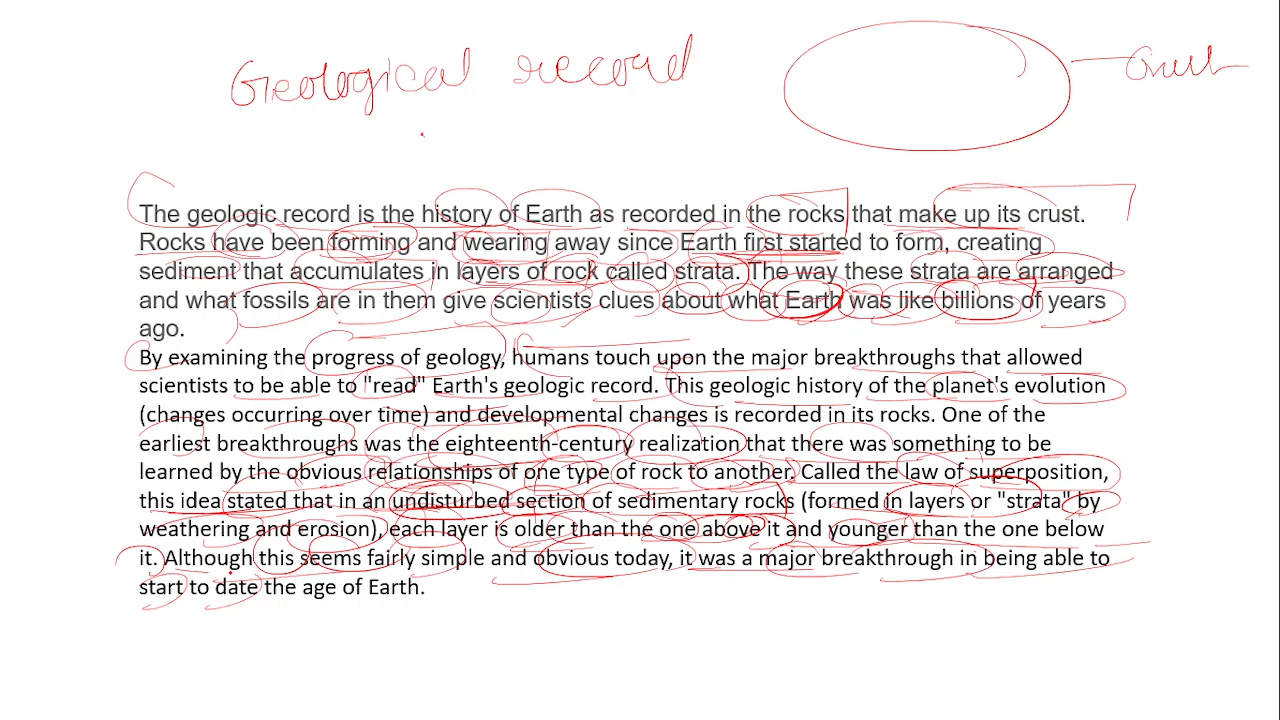 Geological record
Crust
The geologic record is the history of Earth as recorded in the rocks that make up its crust.
Rocks have been forming and wearing away since Earth first started to form, creating
sediment that accumulates in layers of rock called strata. The way these strata are arranged
and what fossils are in them give scientists clues about what Earth was like billions of years
ago.
By examining the progress of geology, humans touch upon the major breakthroughs that allowed
scientists to be able to "read" Earth's geologic record. This geologic history of the planet's evolution
(changes occurring over time) and developmental changes is recorded in its rocks. One of the
earliest breakthroughs was the eighteenth-century realization that there was something to be
learned by the obvious relationships of one type of rock to another. Called the law of superposition,
this idea stated that in an undisturbed section of sedimentary rocks (formed in layers or "strata" by
weathering and erosion), each layer is older than the one above it and younger than the one below
it. Although this seems fairly simple and obvious today, it was a major breakthrough in being able to
start to date the age of Earth.